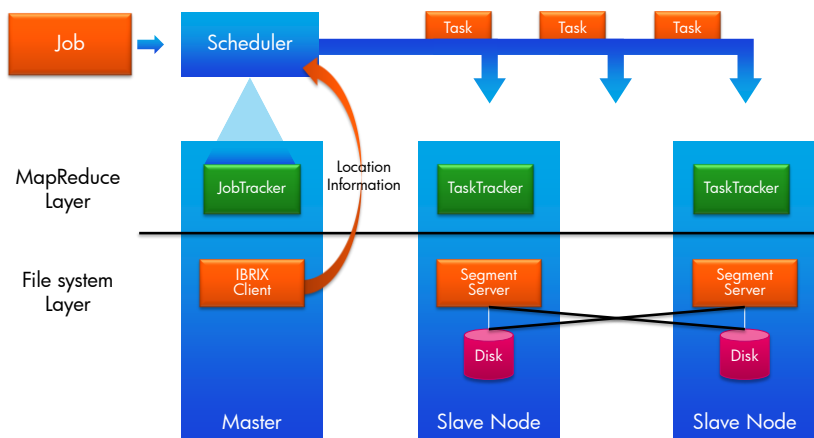 Job
Scheduler
Task
Task
Task
MapReduce
Layer
JobTracker
Location
Information
TaskTracker
TaskTracker
File system
Layer
IBRIX
Client
Segment
Server
Segment
Server
Disk
Disk
Master
Slave Node
Slave Node